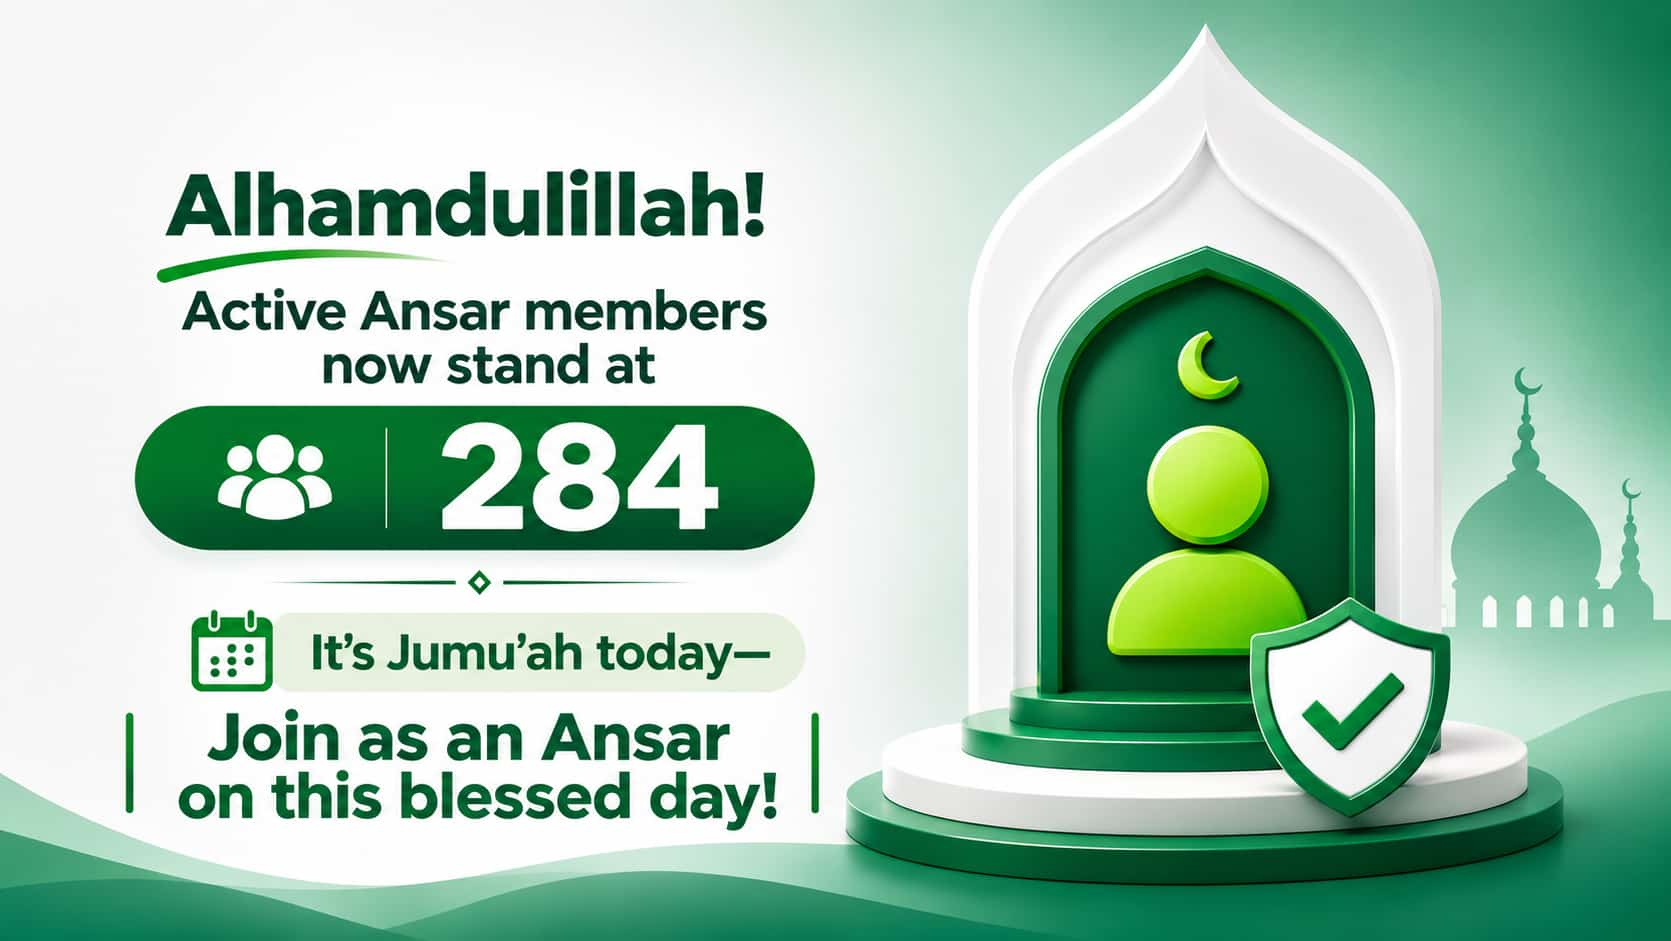 Alhamdulillah!
Active Ansar members
now stand at
284
It's Jumu'ah today—
Join as an Ansar
on this blessed day!